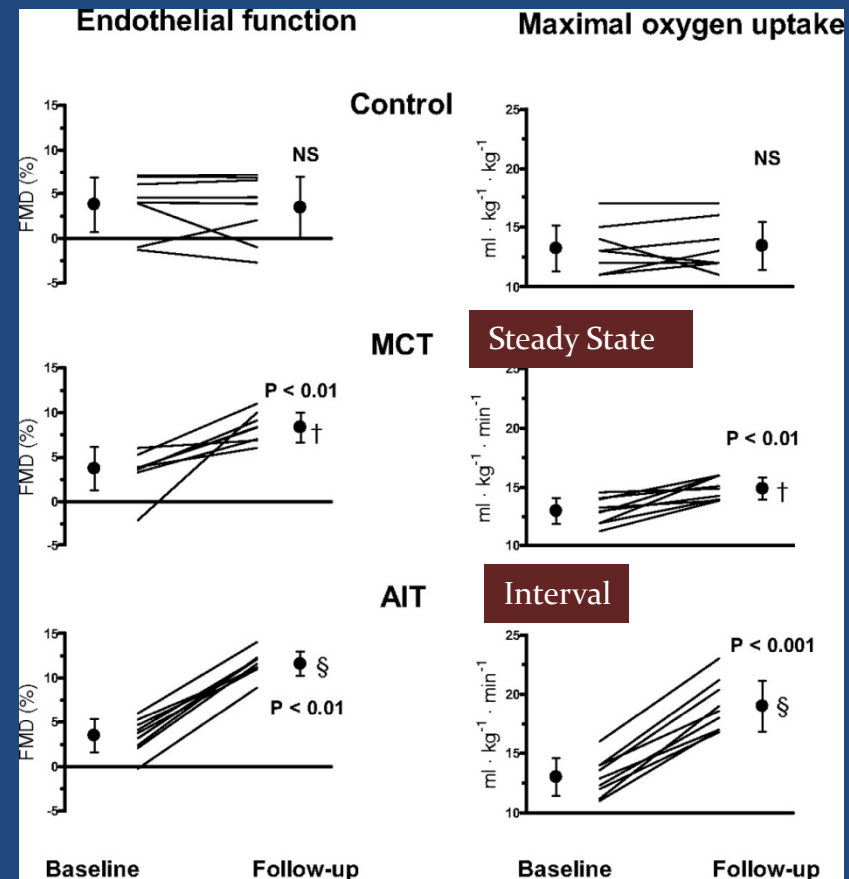 Endothelial function
Maximal oxygen uptake
Control
15
10
5
0
-5
FMD (%)
NS
25
20
15
10
ml · kg⁻¹ · kg⁻¹
NS
MCT
Steady State
15
10
5
0
-5
FMD (%)
P < 0.01
†
25
20
15
10
ml · kg⁻¹ · min⁻¹
P < 0.01
†
AIT
Interval
15
10
5
0
-5
FMD (%)
§
P < 0.01
25
20
15
10
ml · kg⁻¹ · min⁻¹
P < 0.001
§
Baseline
Follow-up
Baseline
Follow-up